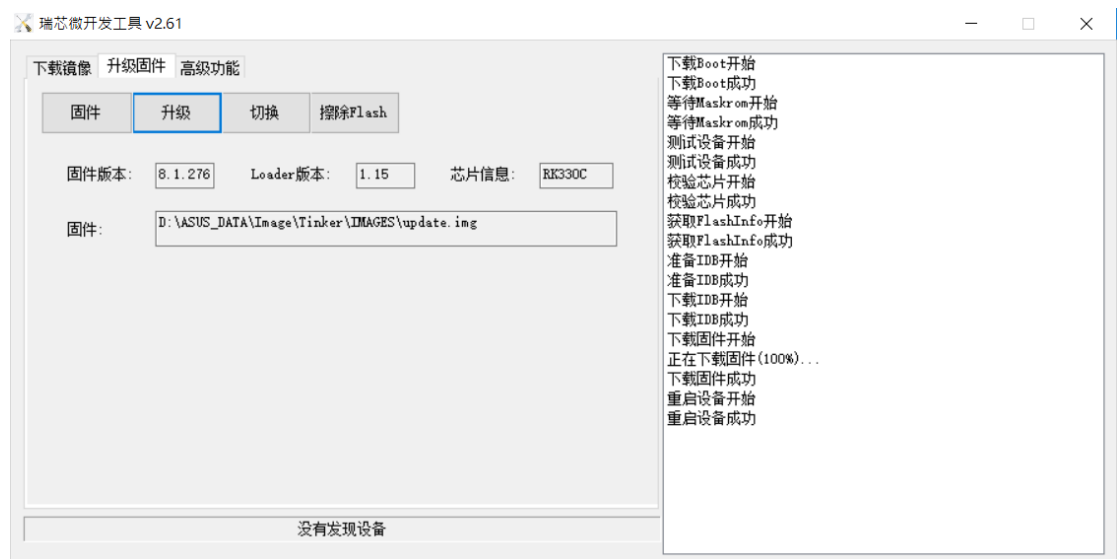 瑞芯微开发工具 v2.61
下载镜像 升级固件 高级功能
固件 升级 切换 擦除Flash
固件版本: 8.1.276 Loader版本: 1.15 芯片信息: RK330C
固件: D:\ASUS_DATA\Image\Tinker\IMAGES\update.img
没有发现设备
下载Boot开始
下载Boot成功
等待Maskrom开始
等待Maskrom成功
测试设备开始
测试设备成功
校验芯片开始
校验芯片成功
获取FlashInfo开始
获取FlashInfo成功
准备IDB开始
准备IDB成功
下载IDB开始
下载IDB成功
下载固件开始
正在下载固件(100%)...
下载固件成功
重启设备开始
重启设备成功